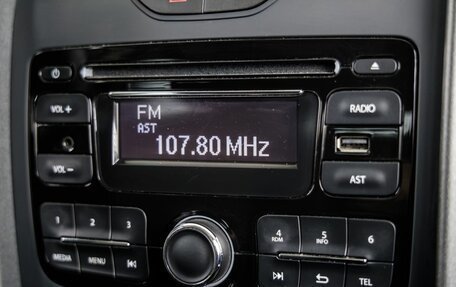 VOL +
FM
AST
107.80 MHz
RADIO
VOL −
AST
1 2 3
4 RDM 5 INFO 6
MEDIA MENU
TEL